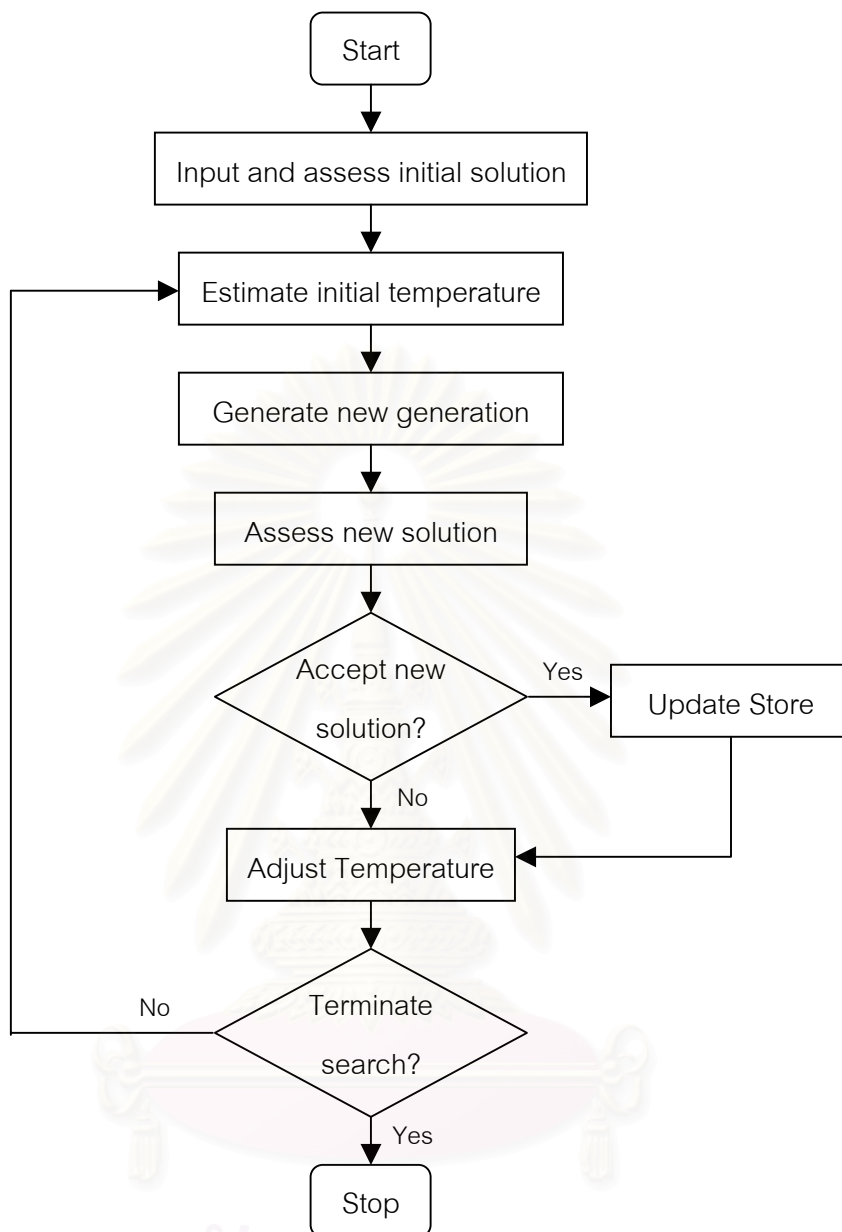 Start
Input and assess initial solution
Estimate initial temperature
Generate new generation
Assess new solution
Accept new
solution?
Yes
Update Store
No
Adjust Temperature
Terminate
search?
No
Yes
Stop